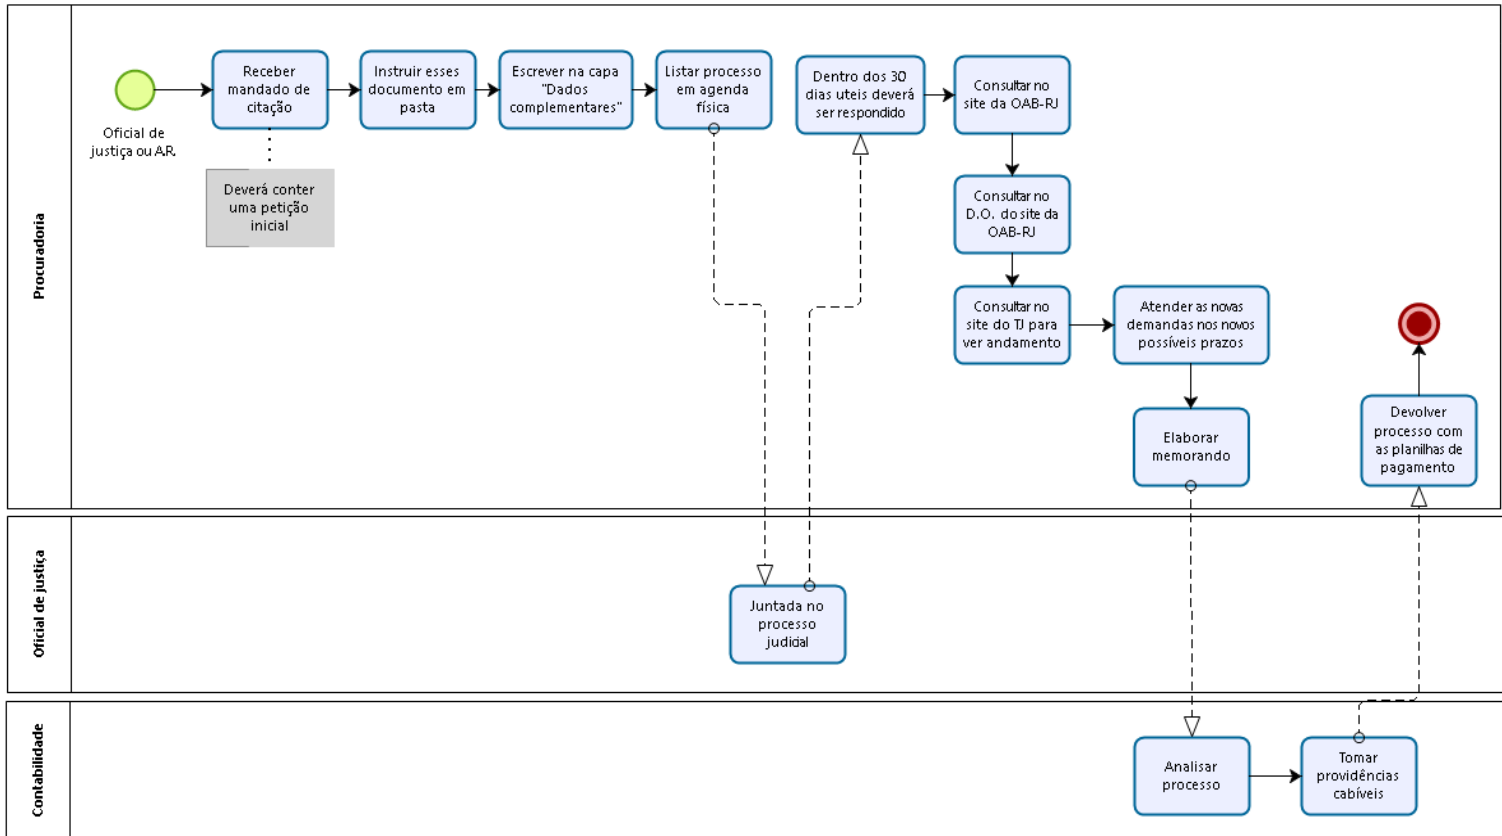 Procuradoria
Oficial de
justiça ou A.R.
Receber
mandado de
citação
Deverá conter
uma petição
inicial
Instruir esses
documento em
pasta
Escrever na capa
"Dados
complementares"
Listar processo
em agenda
física
Dentro dos 30
dias uteis deverá
ser respondido
Consultar no
site da OAB-RJ
Consultar no
D.O. do site da
OAB-RJ
Consultar no
site do TJ para
ver andamento
Atender as novas
demandas nos novos
possíveis prazos
Elaborar
memorando
Devolver
processo com
as planilhas de
pagamento
Oficial de justiça
Juntada no
processo
judicial
Contabilidade
Analisar
processo
Tomar
providências
cabíveis